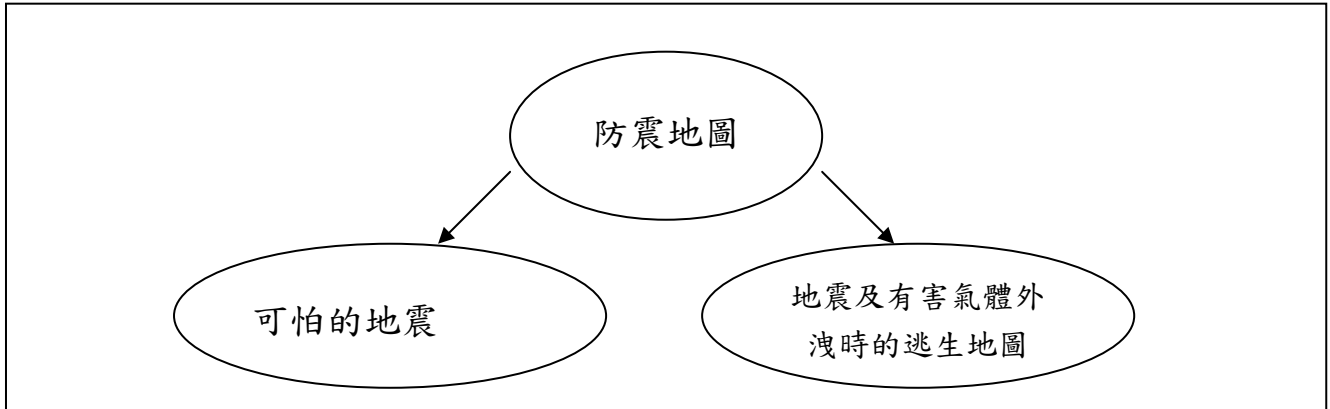 防震地圖
可怕的地震
地震及有害氣體外
洩時的逃生地圖